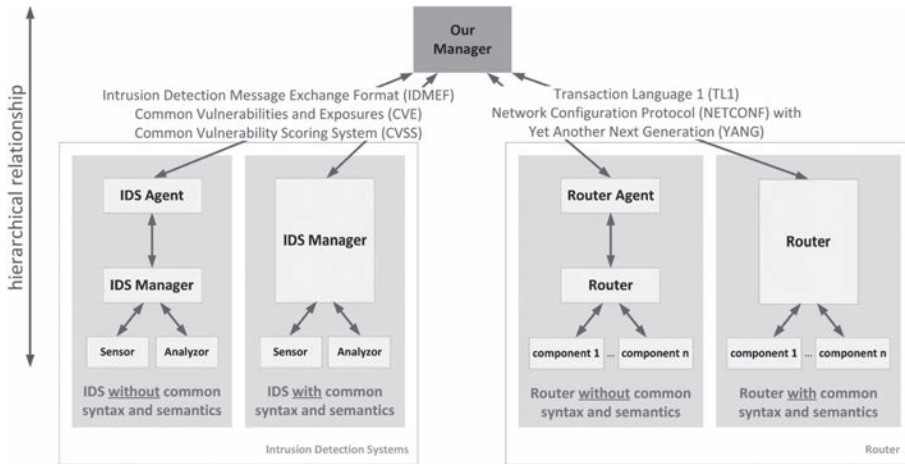 Our
Manager
hierarchical relationship
Intrusion Detection Message Exchange Format (IDMEF)
Common Vulnerabilities and Exposures (CVE)
Common Vulnerability Scoring System (CVSS)
Transaction Language 1 (TL1)
Network Configuration Protocol (NETCONF) with
Yet Another Next Generation (YANG)
IDS Agent
IDS Manager
Sensor
Analyzor
IDS without common
syntax and semantics
IDS Manager
Sensor
Analyzor
IDS with common
syntax and semantics
Intrusion Detection Systems
Router Agent
Router
component 1 ... component n
Router without common
syntax and semantics
Router
component 1 ... component n
Router with common
syntax and semantics
Router